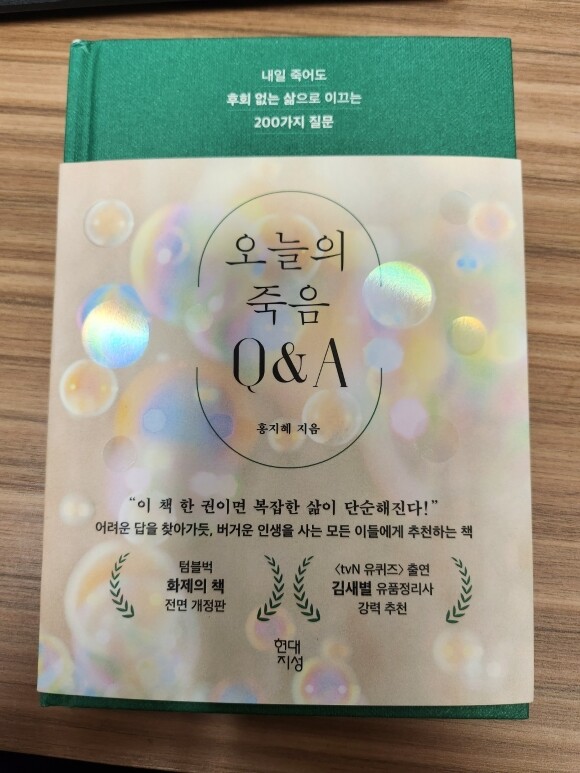 내일 죽어도
후회 없는 삶으로 이끄는
200가지 질문
오늘의
죽음
Q&A
홍지혜 지음
“이 책 한 권이면 복잡한 삶이 단순해진다!”
어려운 답을 찾아가듯, 버거운 인생을 사는 모든 이들에게 추천하는 책
텀블벅
화제의 책
전면 개정판
〈tvN 유퀴즈〉 출연
김새별 유품정리사
강력 추천
현대
지성